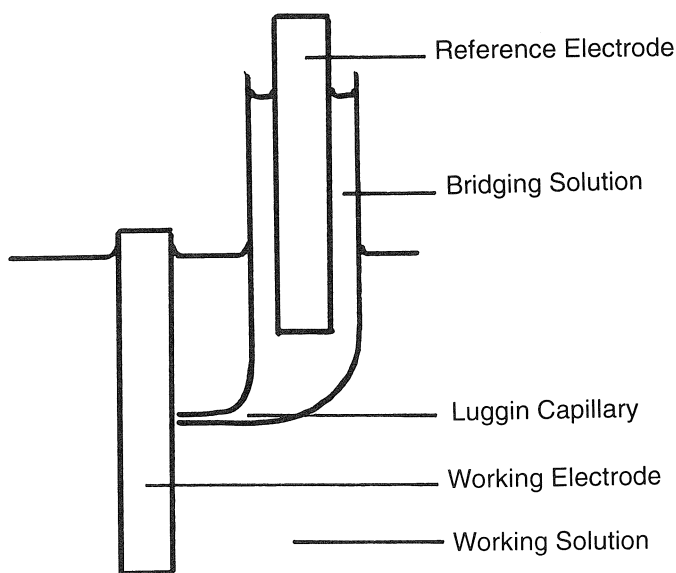 Reference Electrode
Bridging Solution
Luggin Capillary
Working Electrode
Working Solution